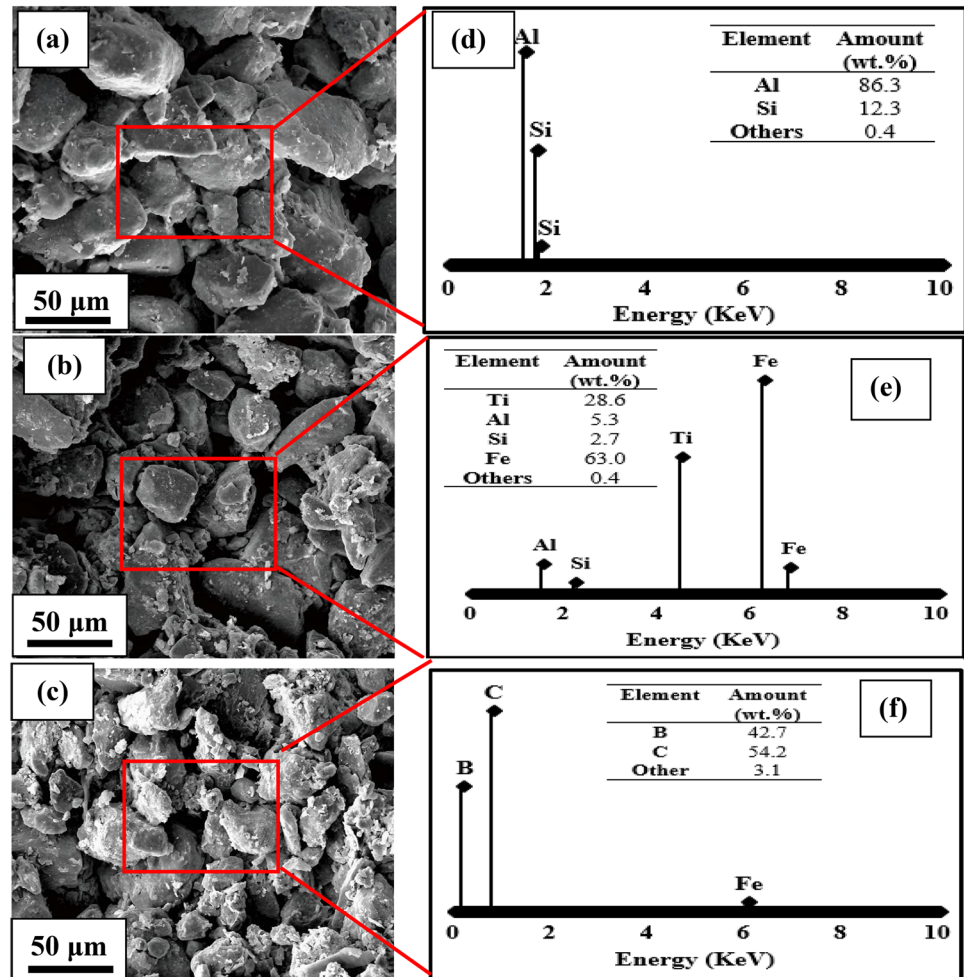 (a)
50 µm
(d)
Al
Si
Si
Element Amount
(wt.%)
Al 86.3
Si 12.3
Others 0.4
0 2 4 6 8 10
Energy (KeV)
(b)
50 µm
(e)
Element Amount
(wt.%)
Ti 28.6
Al 5.3
Si 2.7
Fe 63.0
Others 0.4
Fe
Ti
Al
Si
Fe
0 2 4 6 8 10
Energy (KeV)
(c)
50 µm
(f)
C
B
Element Amount
(wt.%)
B 42.7
C 54.2
Other 3.1
Fe
0 2 4 6 8 10
Energy (KeV)